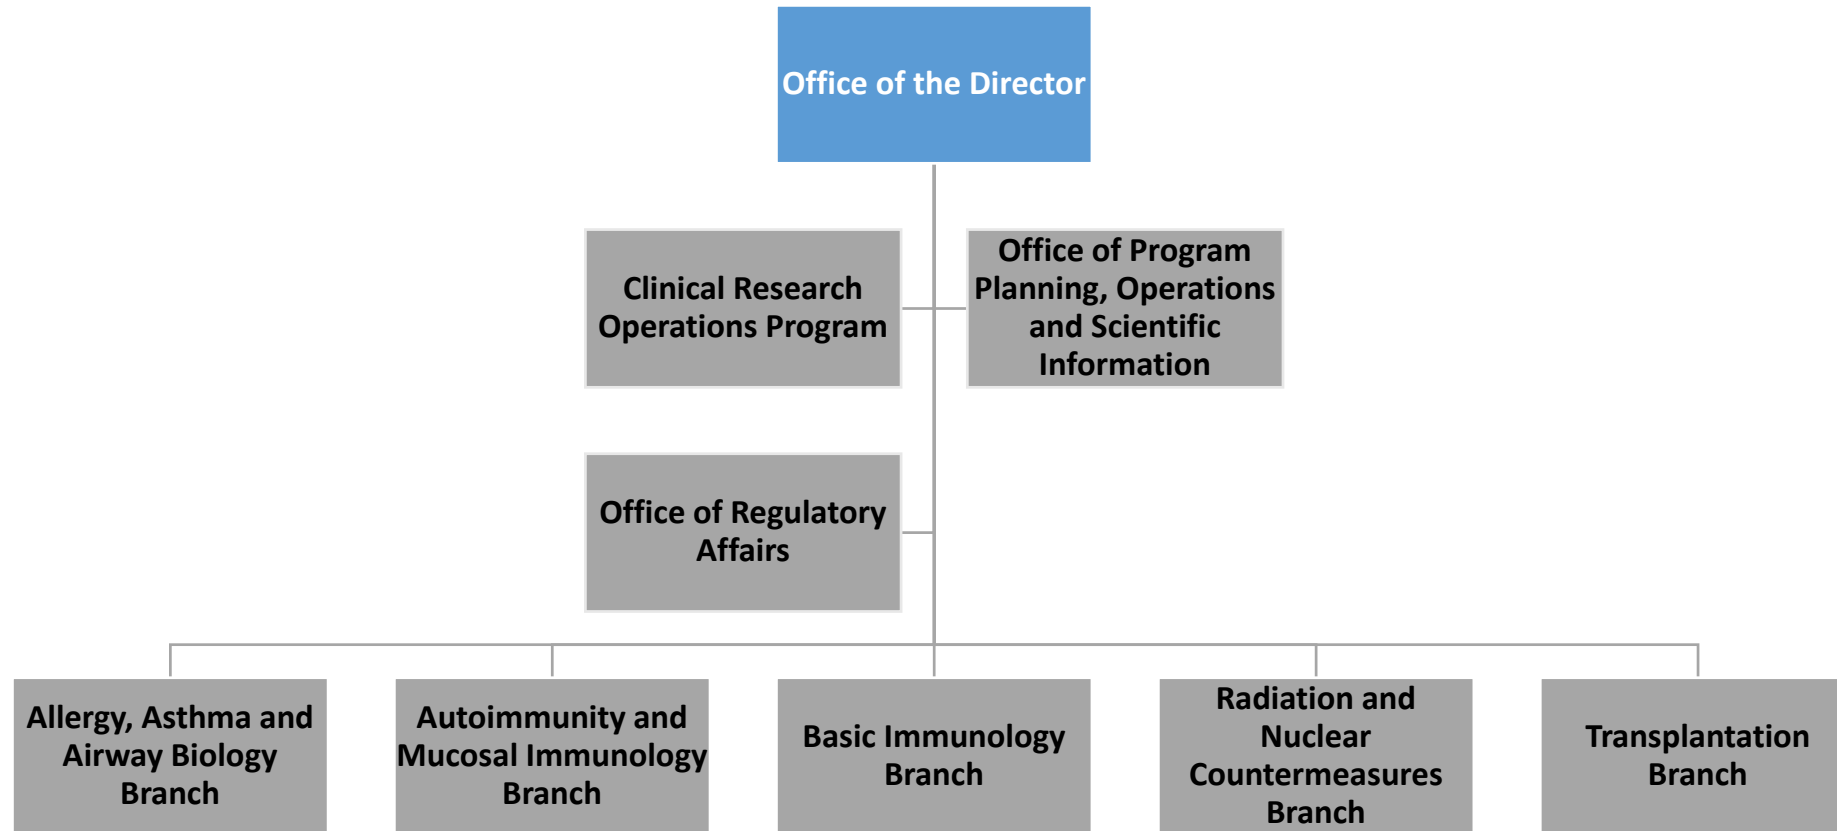 Office of the Director
Clinical Research
Operations Program
Office of Program
Planning, Operations
and Scientific
Information
Office of Regulatory
Affairs
Allergy, Asthma and
Airway Biology
Branch
Autoimmunity and
Mucosal Immunology
Branch
Basic Immunology
Branch
Radiation and
Nuclear
Countermeasures
Branch
Transplantation
Branch